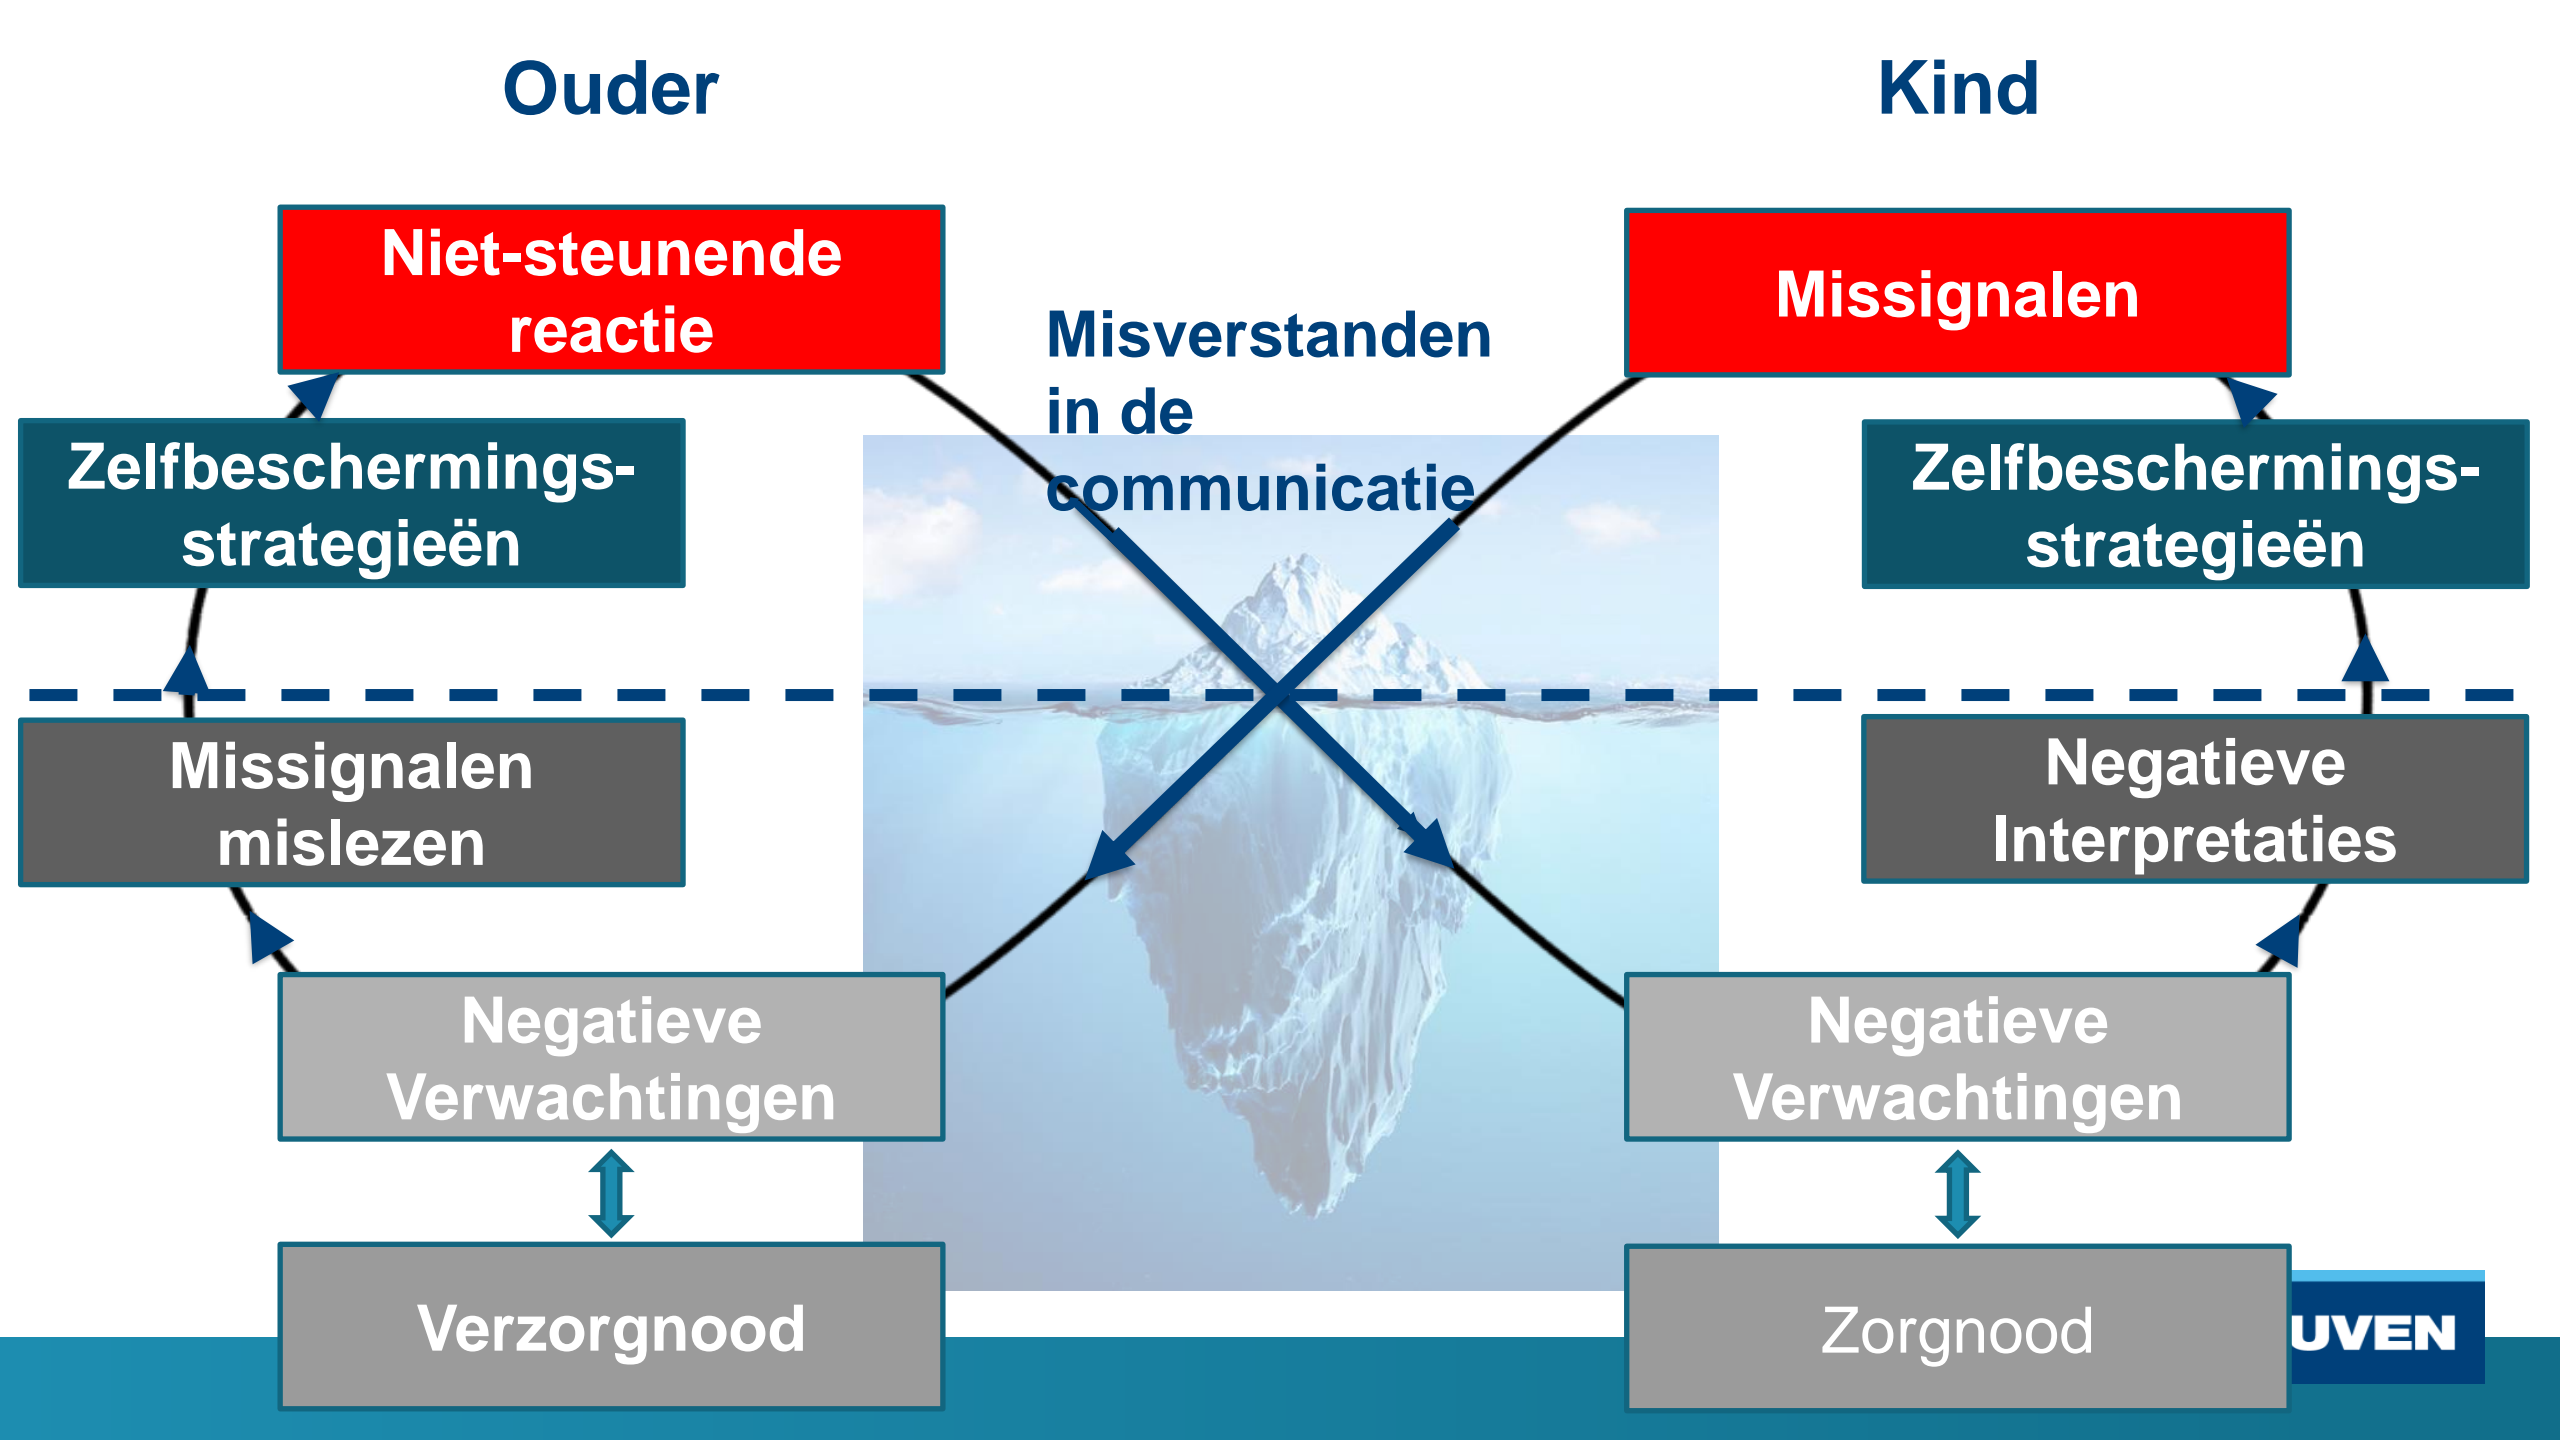 Ouder
Kind
Niet-steunende
reactie
Missignalen
Misverstanden
in de
communicatie
Zelfbeschermings-
strategieën
Zelfbeschermings-
strategieën
Missignalen
mislezen
Negatieve
Interpretaties
Negatieve
Verwachtingen
Negatieve
Verwachtingen
Verzorgnood
Zorgnood
UVEN